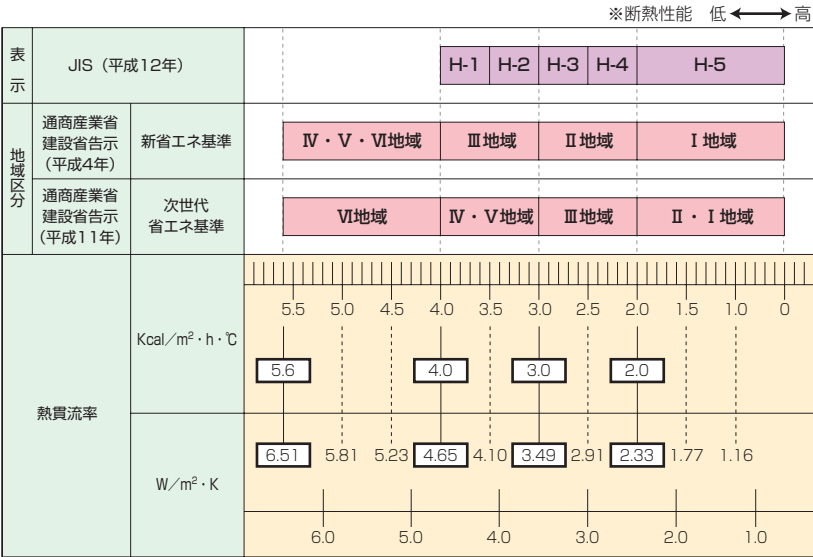 ※断熱性能 低 高
表示
JIS（平成12年）
H-1 H-2 H-3 H-4 H-5
地域区分
通商産業省
建設省告示
（平成4年）
新省エネ基準
Ⅳ・Ⅴ・Ⅵ地域 Ⅲ地域 Ⅱ地域 Ⅰ地域
通商産業省
建設省告示
（平成11年）
次世代
省エネ基準
Ⅵ地域 Ⅳ・Ⅴ地域 Ⅲ地域 Ⅱ・Ⅰ地域
熱貫流率
Kcal／m²・h・℃
5.5 5.0 4.5 4.0 3.5 3.0 2.5 2.0 1.5 1.0 0
5.6 4.0 3.0 2.0
W／m²・K
6.51 5.81 5.23 4.65 4.10 3.49 2.91 2.33 1.77 1.16
6.0 5.0 4.0 3.0 2.0 1.0